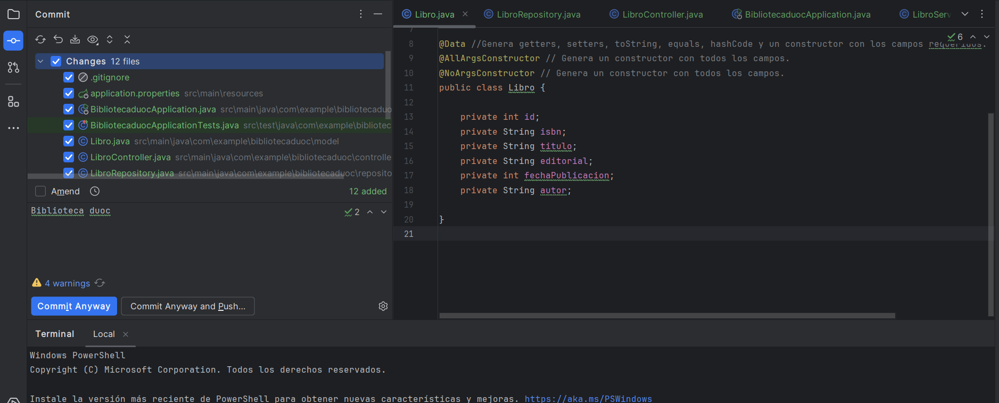 Commit
Changes 12 files
.gitignore
application.properties src\main\resources
BibliotecaduocApplication.java src\main\java\com\example\bibliotecaduo
BibliotecaduocApplicationTests.java src\test\java\com\example\bibliotec
Libro.java src\main\java\com\example\bibliotecaduoc\model
LibroController.java src\main\java\com\example\bibliotecaduoc\controlle
LibroRepository.java src\main\java\com\example\bibliotecaduoc\reposito
Amend
12 added
Biblioteca duoc
2
4 warnings
Commit Anyway
Commit Anyway and Push...
Libro.java
LibroRepository.java
LibroController.java
BibliotecaduocApplication.java
LibroServ
6
7
8 @Data //Genera getters, setters, toString, equals, hashCode y un constructor con los campos requeridos.
9 @AllArgsConstructor // Genera un constructor con todos los campos.
10 @NoArgsConstructor // Genera un constructor con todos los campos.
11 public class Libro {
12
13 private int id;
14 private String isbn;
15 private String titulo;
16 private String editorial;
17 private int fechaPublicacion;
18 private String autor;
19
20 }
21
Terminal
Local
Windows PowerShell
Copyright (C) Microsoft Corporation. Todos los derechos reservados.
Instale la versión más reciente de PowerShell para obtener nuevas características y mejoras. https://aka.ms/PSWindows